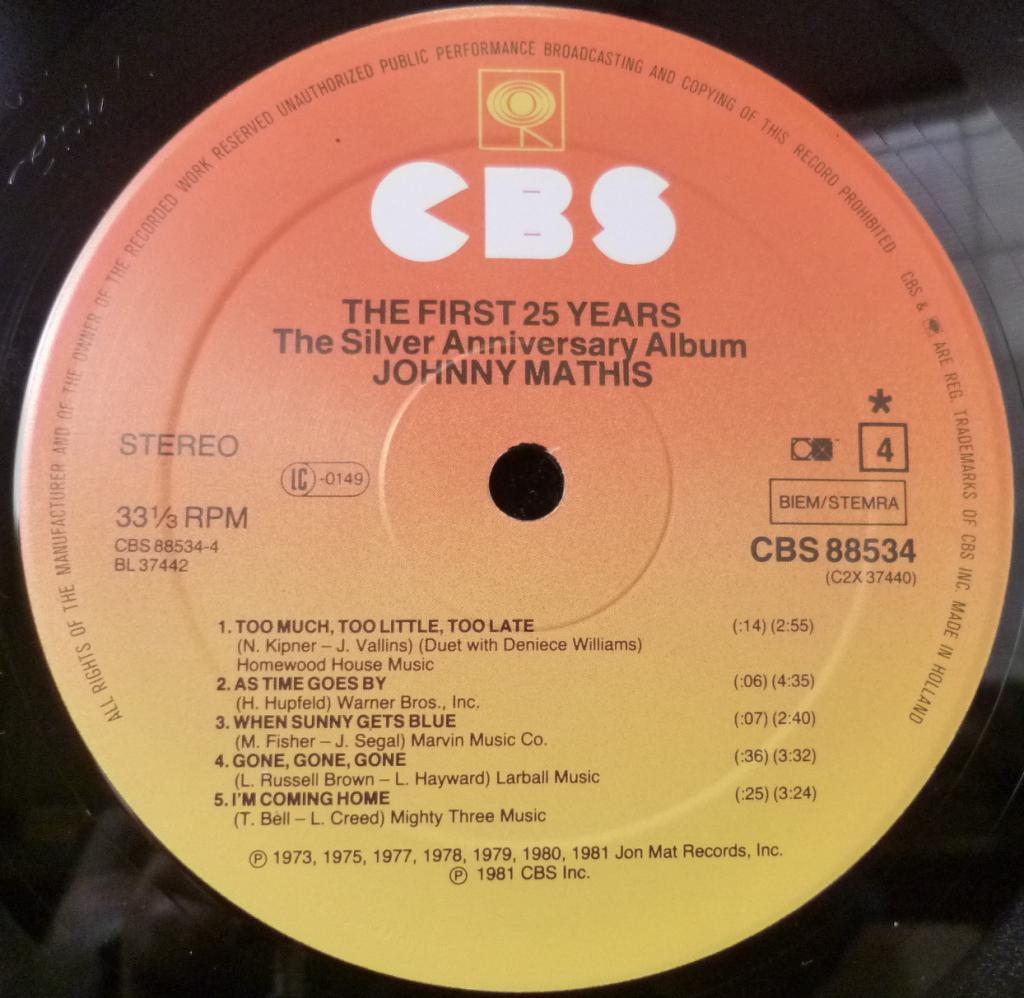 ALL RIGHTS OF THE MANUFACTURER AND OF THE OWNER OF THE RECORDED WORK RESERVED UNAUTHORIZED PUBLIC PERFORMANCE BROADCASTING AND COPYING OF THIS RECORD PROHIBITED CBS & ARE REG. TRADEMARKS OF CBS INC. MADE IN HOLLAND
CBS
THE FIRST 25 YEARS
The Silver Anniversary Album
JOHNNY MATHIS
STEREO
LC-0149
33⅓ RPM
CBS 88534-4
BL 37442
*
4
BIEM/STEMRA
CBS 88534
(C2X 37440)
1. TOO MUCH, TOO LITTLE, TOO LATE (:14) (2:55)
(N. Kipner – J. Vallins) (Duet with Deniece Williams)
Homewood House Music
2. AS TIME GOES BY (:06) (4:35)
(H. Hupfeld) Warner Bros., Inc.
3. WHEN SUNNY GETS BLUE (:07) (2:40)
(M. Fisher – J. Segal) Marvin Music Co.
4. GONE, GONE, GONE (:36) (3:32)
(L. Russell Brown – L. Hayward) Larball Music
5. I'M COMING HOME (:25) (3:24)
(T. Bell – L. Creed) Mighty Three Music
℗ 1973, 1975, 1977, 1978, 1979, 1980, 1981 Jon Mat Records, Inc.
℗ 1981 CBS Inc.